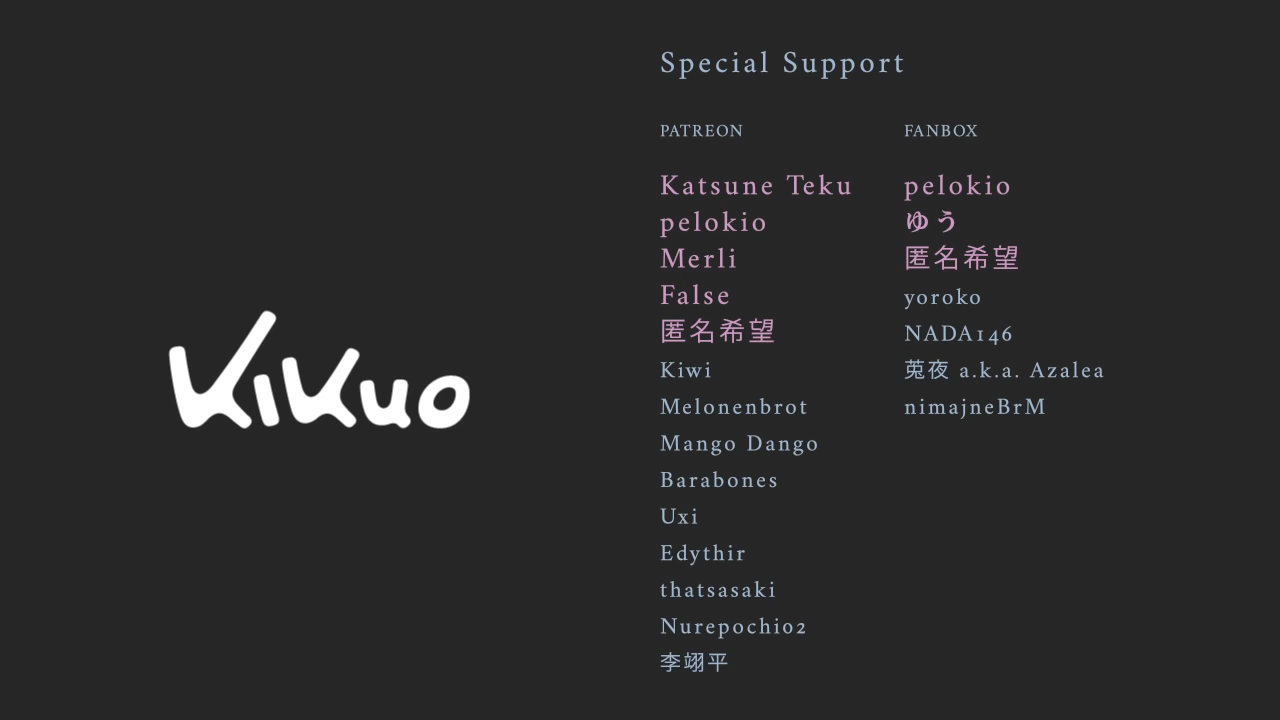 Kikuo
Special Support
PATREON
Katsune Teku
pelokio
Merli
False
匿名希望
Kiwi
Melonenbrot
Mango Dango
Barabones
Uxi
Edythir
thatsasaki
Nurepochi02
李翊平
FANBOX
pelokio
ゆう
匿名希望
yoroko
NADA146
莵夜 a.k.a. Azalea
nimajneBrM